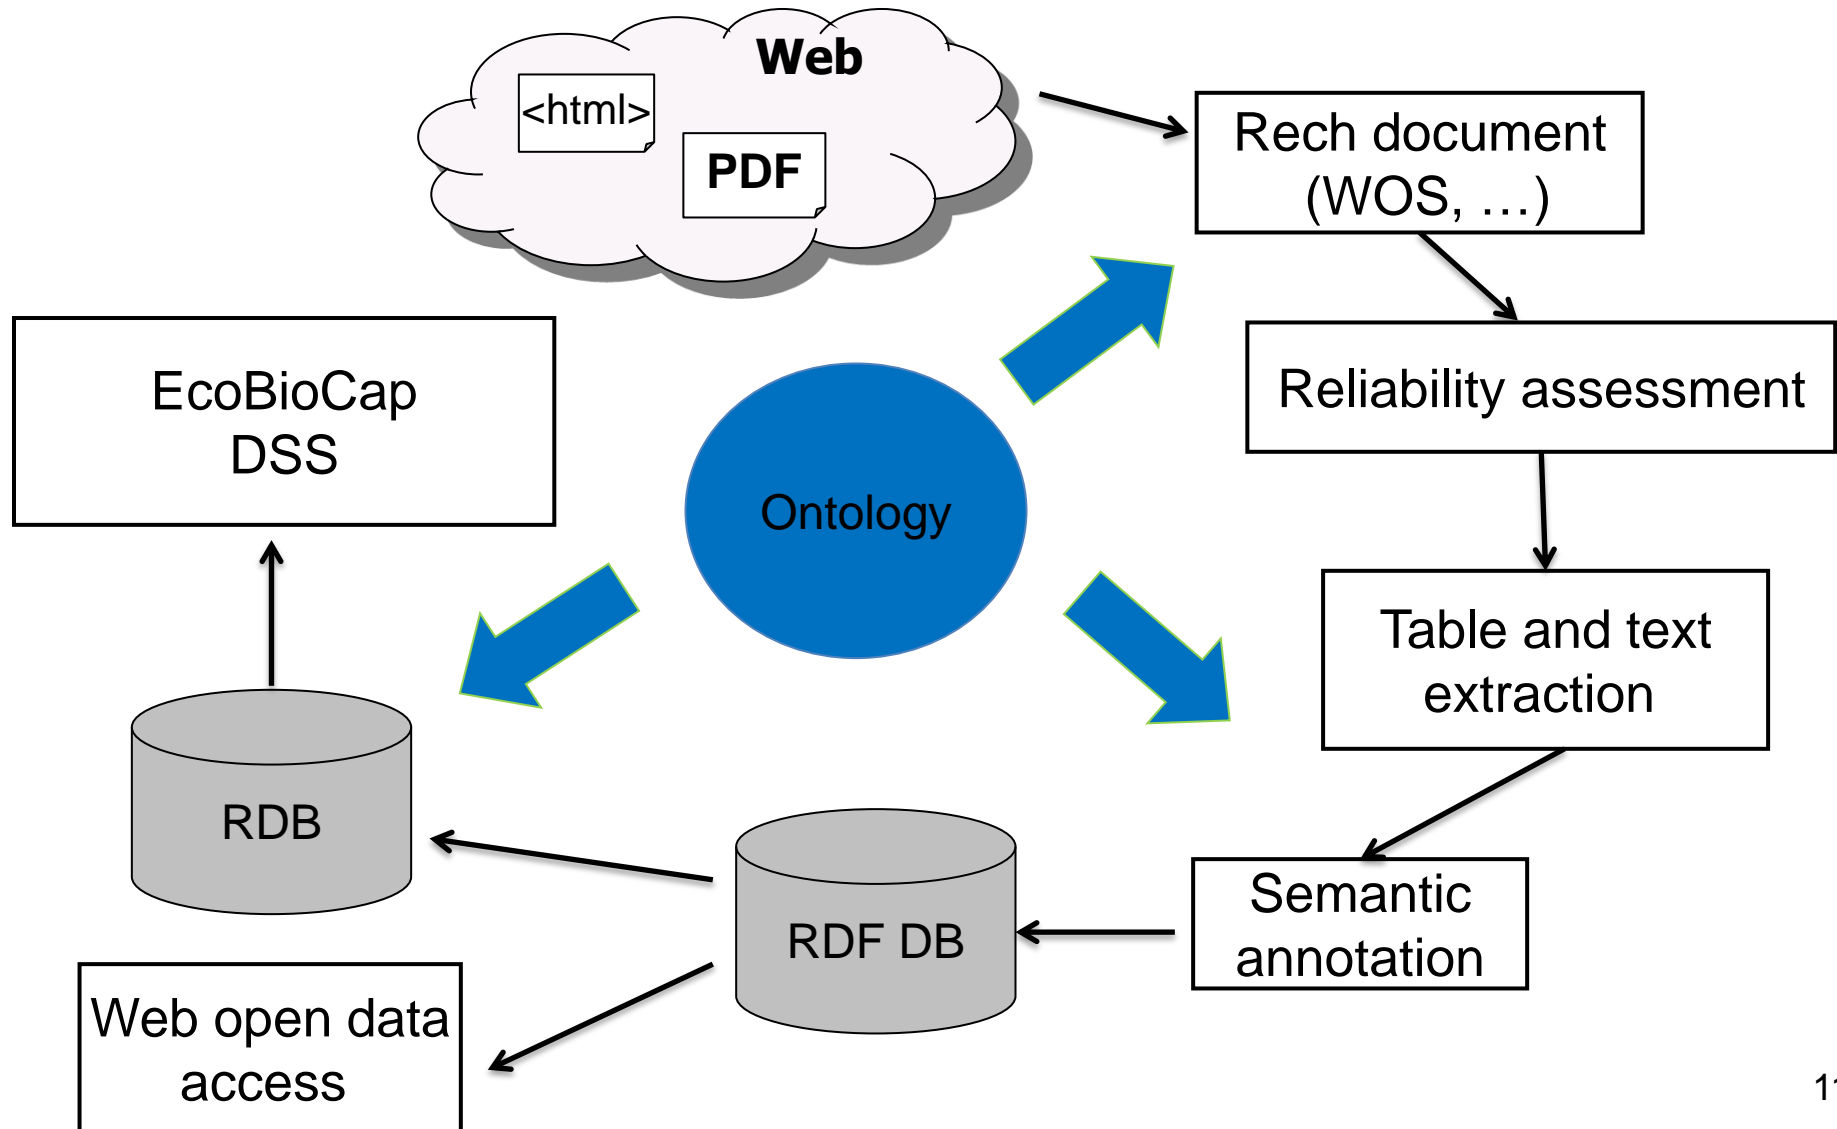 Web
<html>
PDF
Rech document
(WOS, …)
Reliability assessment
EcoBioCap
DSS
Ontology
Table and text
extraction
RDB
RDF DB
Semantic
annotation
Web open data
access